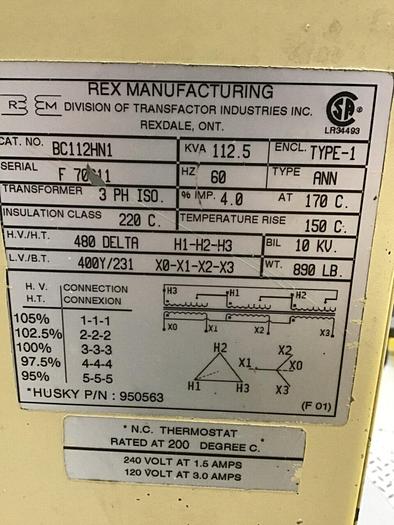 REX MANUFACTURING
DIVISION OF TRANSFACTOR INDUSTRIES INC.
REXDALE, ONT.
LR34493
CAT. NO. BC112HN1 KVA 112.5 ENCL. TYPE-1
SERIAL HZ 60 TYPE ANN
TRANSFORMER 3 PH ISO. % IMP. 4.0 AT 170 C.
INSULATION CLASS 220 C. TEMPERATURE RISE 150 C.
H.V./H.T. 480 DELTA H1-H2-H3 BIL 10 KV.
L.V./B.T. 400Y/231 X0-X1-X2-X3 WT. 890 LB.
H. V. CONNECTION
H.T. CONNEXION
105% 1-1-1
102.5% 2-2-2
100% 3-3-3
97.5% 4-4-4
95% 5-5-5
H3 H1 H2
X0 X1 X2 X3
H2 X2
X1 X0
H1 H3 X3
*HUSKY P/N : 950563 (F 01)
* N.C. THERMOSTAT
RATED AT 200 DEGREE C.*
240 VOLT AT 1.5 AMPS
120 VOLT AT 3.0 AMPS